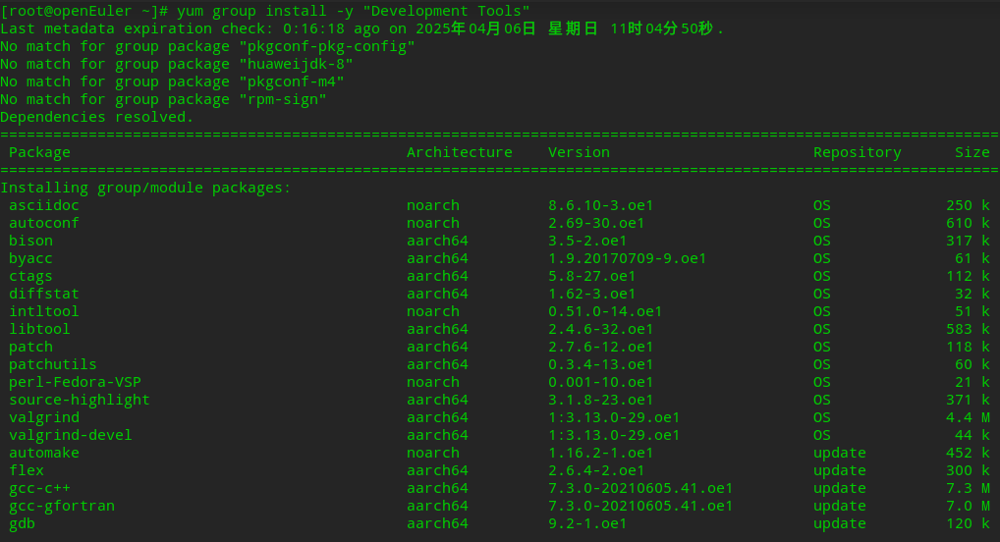 [root@openEuler ~]# yum group install -y "Development Tools"
Last metadata expiration check: 0:16:18 ago on 2025年04月06日 星期日 11时04分50秒.
No match for group package "pkgconf-pkg-config"
No match for group package "huaweijdk-8"
No match for group package "pkgconf-m4"
No match for group package "rpm-sign"
Dependencies resolved.
=================================================================================================================
Package Architecture Version Repository Size
=================================================================================================================
Installing group/module packages:
asciidoc noarch 8.6.10-3.oe1 OS 250 k
autoconf noarch 2.69-30.oe1 OS 610 k
bison aarch64 3.5-2.oe1 OS 317 k
byacc aarch64 1.9.20170709-9.oe1 OS 61 k
ctags aarch64 5.8-27.oe1 OS 112 k
diffstat aarch64 1.62-3.oe1 OS 32 k
intltool noarch 0.51.0-14.oe1 OS 51 k
libtool aarch64 2.4.6-32.oe1 OS 583 k
patch aarch64 2.7.6-12.oe1 OS 118 k
patchutils aarch64 0.3.4-13.oe1 OS 60 k
perl-Fedora-VSP noarch 0.001-10.oe1 OS 21 k
source-highlight aarch64 3.1.8-23.oe1 OS 371 k
valgrind aarch64 1:3.13.0-29.oe1 OS 4.4 M
valgrind-devel aarch64 1:3.13.0-29.oe1 OS 44 k
automake noarch 1.16.2-1.oe1 update 452 k
flex aarch64 2.6.4-2.oe1 update 300 k
gcc-c++ aarch64 7.3.0-20210605.41.oe1 update 7.3 M
gcc-gfortran aarch64 7.3.0-20210605.41.oe1 update 7.0 M
gdb aarch64 9.2-1.oe1 update 120 k